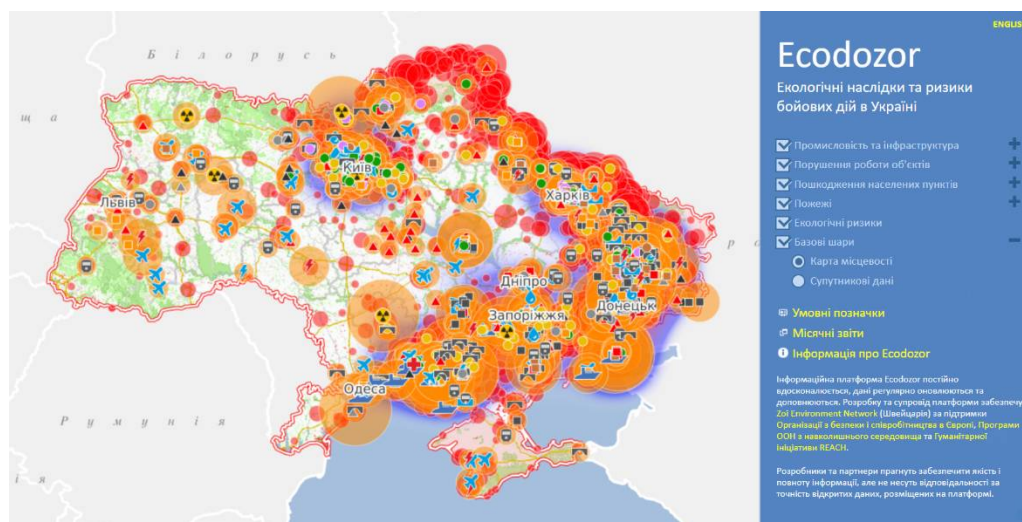 ENGLIS
Ecodozor
Екологічні наслідки та ризики
бойових дій в Україні
Промисловість та інфраструктура
Порушення роботи об'єктів
Пошкодження населених пунктів
Пожежі
Екологічні ризики
Базові шари
Карта місцевості
Супутникові дані
Умовні позначки
Місячні звіти
Інформація про Ecodozor
Інформаційна платформа Ecodozor постійно
вдосконалюється, дані регулярно оновлюються та
доповнюються. Розробку та супровід платформи забезпечу
Zoï Environment Network (Швейцарія) за підтримки
Організації з безпеки і співробітництва в Європі, Програми
ООН з навколишнього середовища та Гуманітарної
Ініціативи REACH.
Розробники та партнери прагнуть забезпечити якість і
повноту інформації, але не несуть відповідальності за
точність відкритих даних, розміщених на платформі.
Білорусь
ща
Київ
Харків
Львів
ро
Дніпро
Донецьк
Запоріжжя
Одеса
Румунія
ія